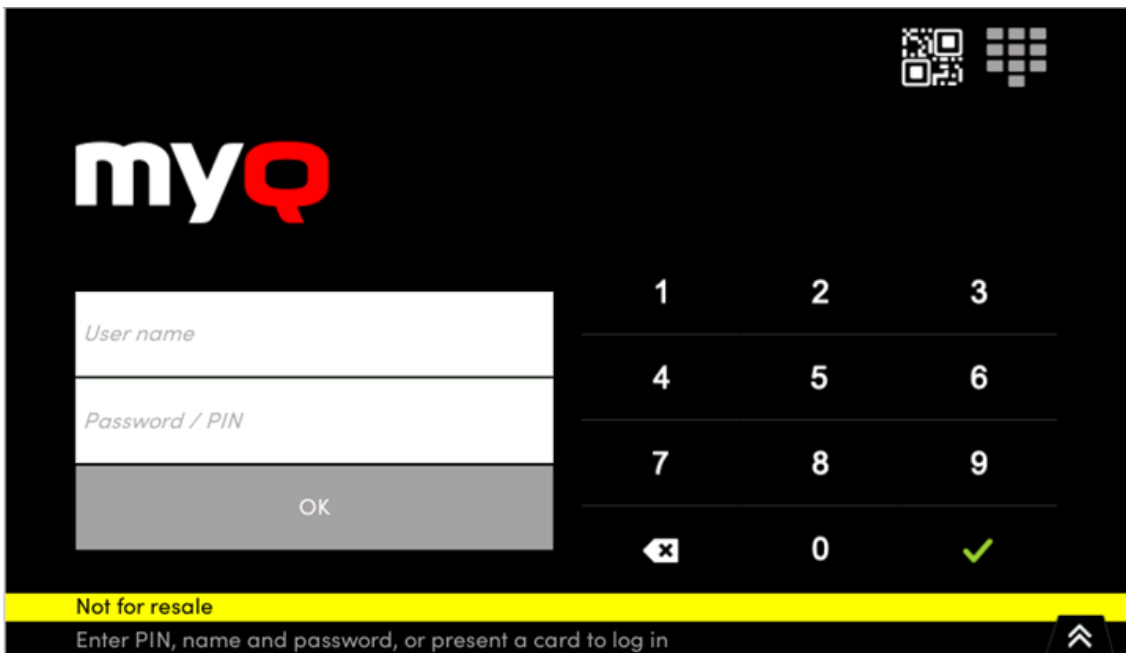 myQ
User name
Password / PIN
OK
1 2 3
4 5 6
7 8 9
0
Not for resale
Enter PIN, name and password, or present a card to log in